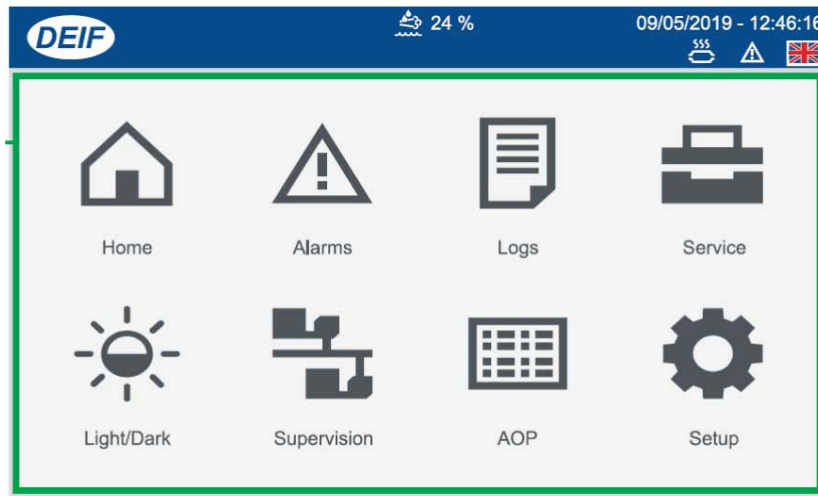 DEIF
24 %
09/05/2019 - 12:46:16
Home
Alarms
Logs
Service
Light/Dark
Supervision
AOP
Setup